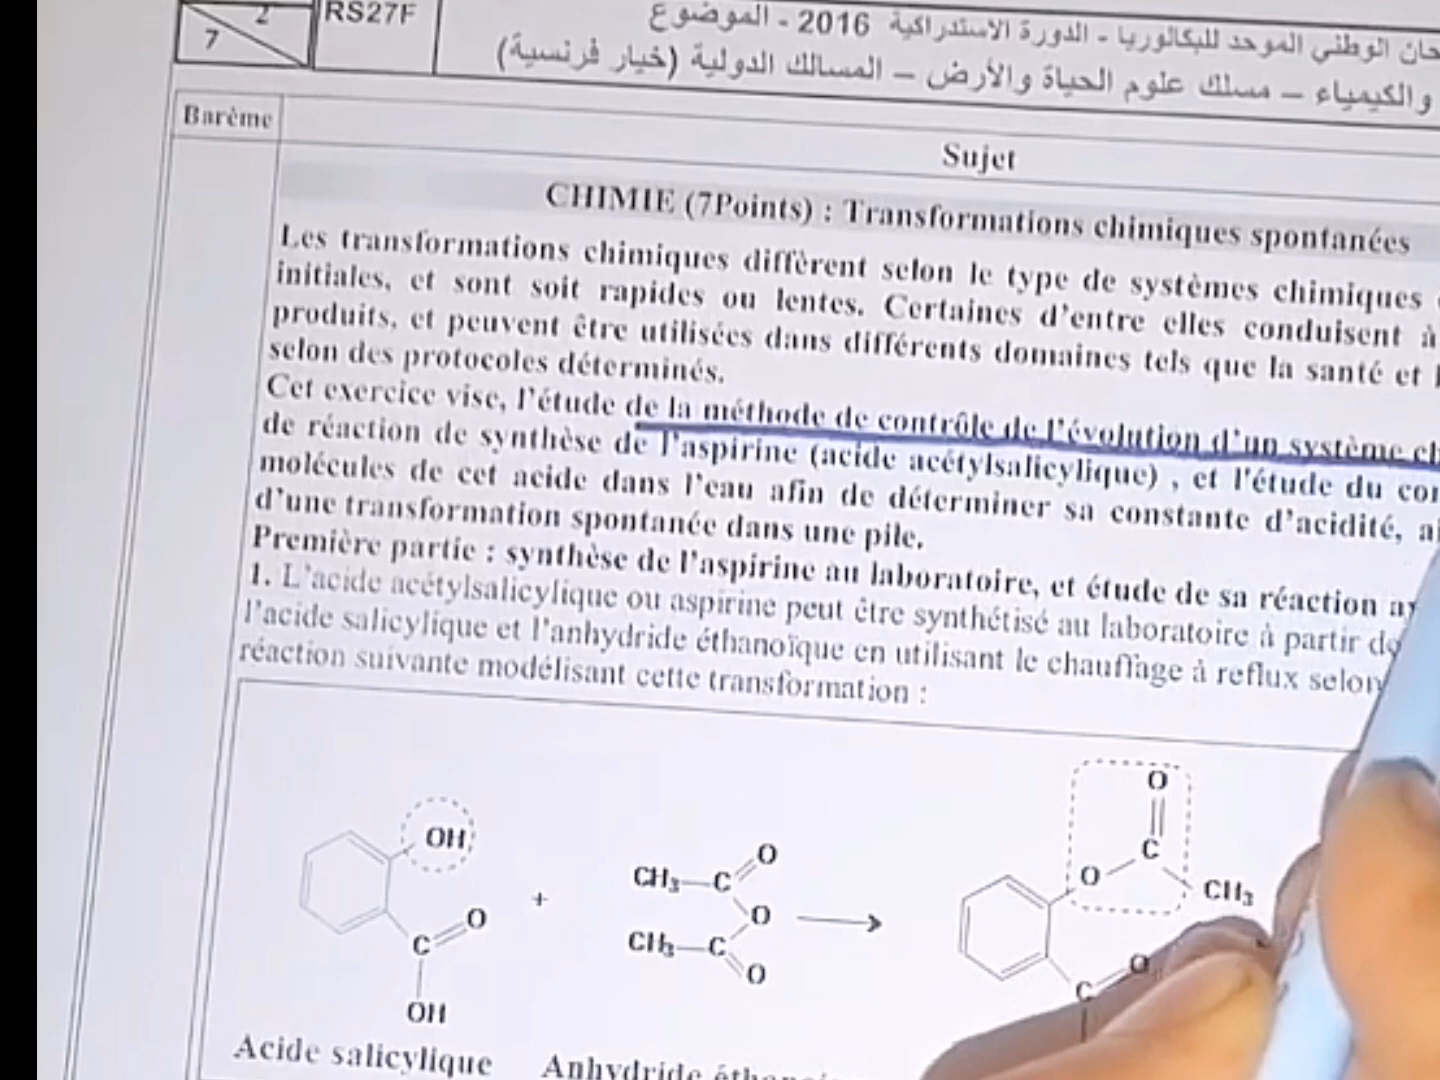 2
7
RS27F
الوطني الموحد للبكالوريا - الدورة الاستدراكية 2016 - الموضوع
والكيمياء – مسلك علوم الحياة والأرض – المسالك الدولية (خيار فرنسية)
Barème
Sujet
CHIMIE (7Points) : Transformations chimiques spontanées
Les transformations chimiques diffèrent selon le type de systèmes chimiques
initiales, et sont soit rapides ou lentes. Certaines d'entre elles conduisent à
produits, et peuvent être utilisées dans différents domaines tels que la santé et
selon des protocoles déterminés.
Cet exercice vise, l'étude de la méthode de contrôle de l'évolution d'un système
de réaction de synthèse de l'aspirine (acide acétylsalicylique) , et l'étude du
molécules de cet acide dans l'eau afin de déterminer sa constante d'acidité,
d'une transformation spontanée dans une pile.
Première partie : synthèse de l'aspirine au laboratoire, et étude de sa réaction
1. L'acide acétylsalicylique ou aspirine peut être synthétisé au laboratoire à partir
l'acide salicylique et l'anhydride éthanoïque en utilisant le chauffage à reflux selon
réaction suivante modélisant cette transformation :
OH
C
O
OH
+
CH₃—C
O
O
CH₃—C
O
O
C
O
CH₃
O
C
Acide salicylique
Anhydride